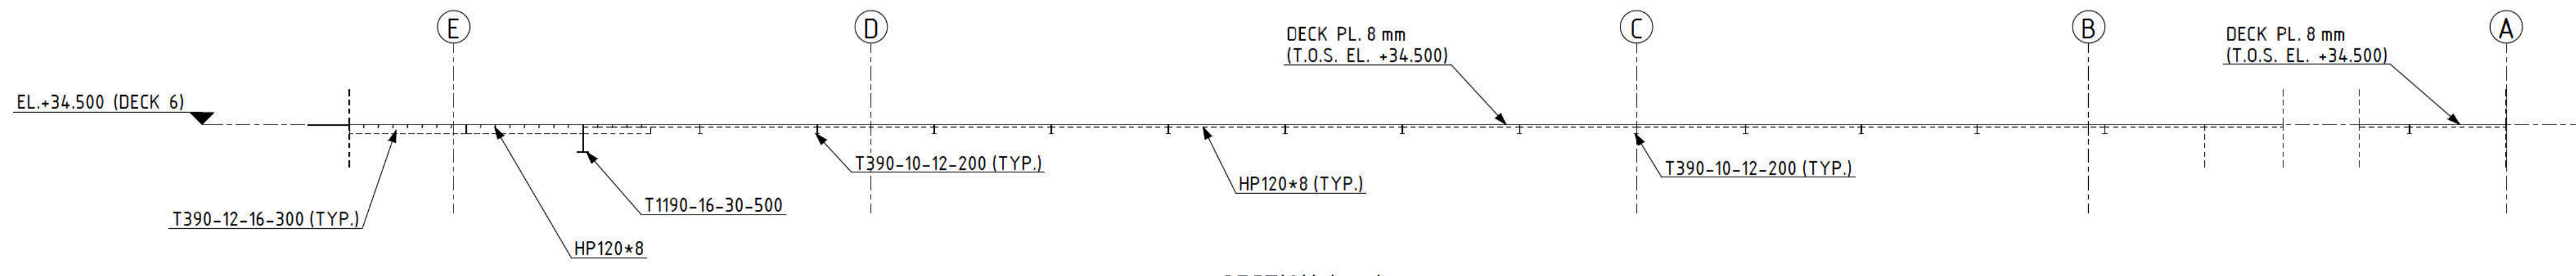 E
D
C
B
A
DECK PL. 8 mm
(T.O.S. EL. +34.500)
DECK PL. 8 mm
(T.O.S. EL. +34.500)
EL.+34.500 (DECK 6)
T390-10-12-200 (TYP.)
T390-10-12-200 (TYP.)
HP120*8 (TYP.)
T1190-16-30-500
T390-12-16-300 (TYP.)
HP120*8